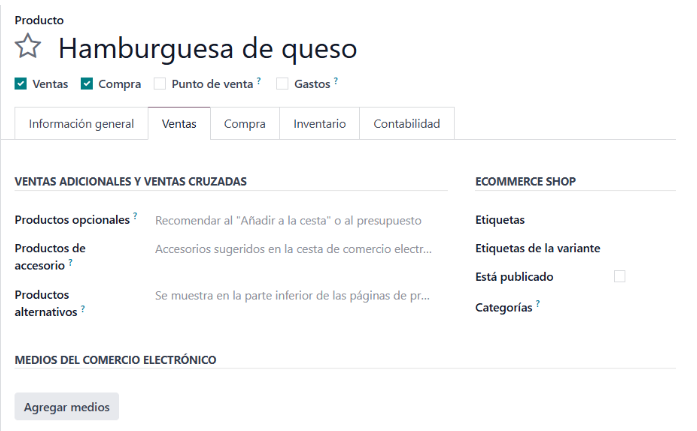 Producto
Hamburguesa de queso
Ventas Compra Punto de venta ? Gastos ?
Información general Ventas Compra Inventario Contabilidad
VENTAS ADICIONALES Y VENTAS CRUZADAS
Productos opcionales ? Recomendar al "Añadir a la cesta" o al presupuesto
Productos de accesorio ? Accesorios sugeridos en la cesta de comercio electr...
Productos alternativos ? Se muestra en la parte inferior de las páginas de pr...
ECOMMERCE SHOP
Etiquetas
Etiquetas de la variante
Está publicado
Categorías ?
MEDIOS DEL COMERCIO ELECTRÓNICO
Agregar medios